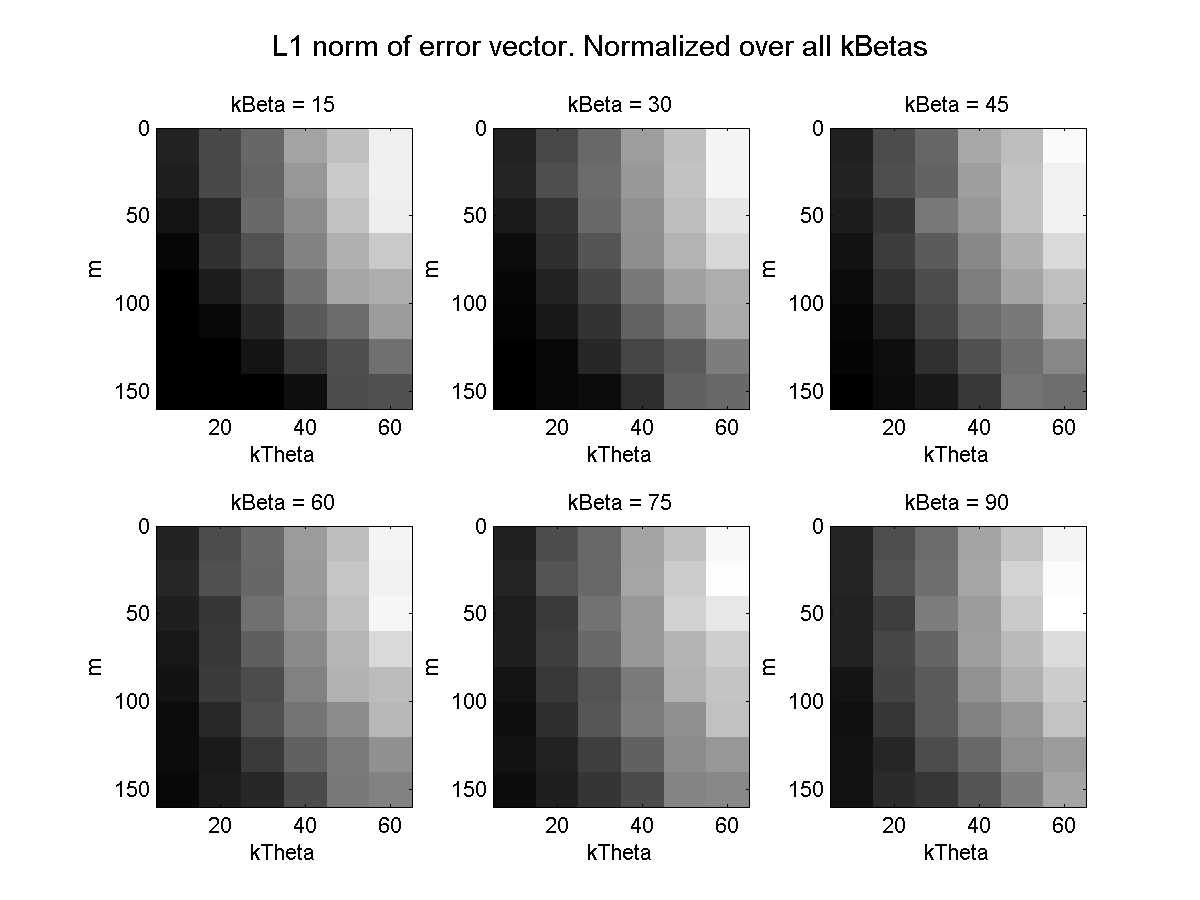 L1 norm of error vector. Normalized over all kBetas
kBeta = 15
0
50
100
150
m
20 40 60
kTheta
kBeta = 30
0
50
100
150
m
20 40 60
kTheta
kBeta = 45
0
50
100
150
m
20 40 60
kTheta
kBeta = 60
0
50
100
150
m
20 40 60
kTheta
kBeta = 75
0
50
100
150
m
20 40 60
kTheta
kBeta = 90
0
50
100
150
m
20 40 60
kTheta